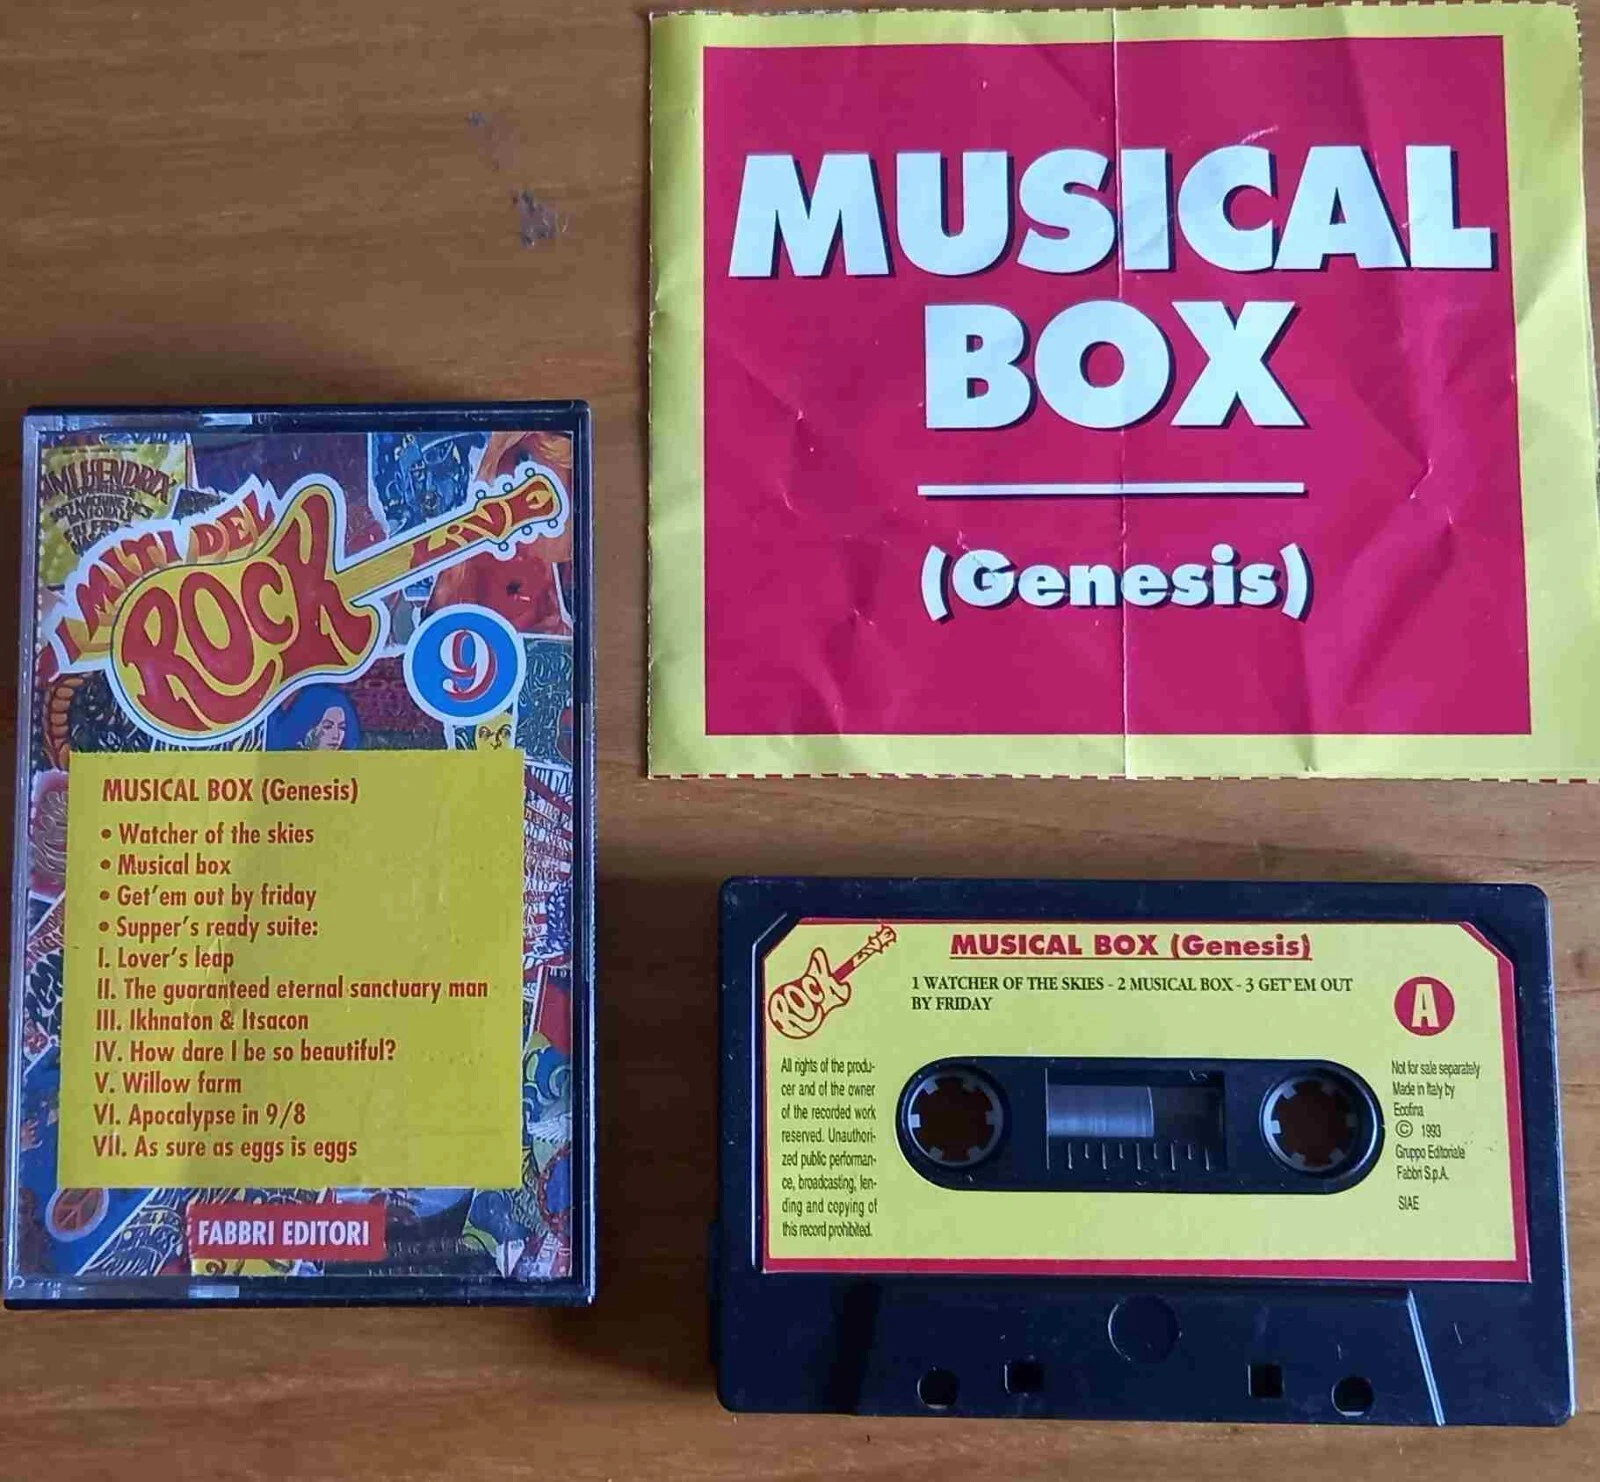 MUSICAL
BOX
(Genesis)
JIMI HENDRIX
I MITI DEL
ROCK
LIVE
9
MUSICAL BOX (Genesis)
• Watcher of the skies
• Musical box
• Get'em out by friday
• Supper's ready suite:
I. Lover's leap
II. The guaranteed eternal sanctuary man
III. Ikhnaton & Itsacon
IV. How dare I be so beautiful?
V. Willow farm
VI. Apocalypse in 9/8
VII. As sure as eggs is eggs
FABBRI EDITORI
ROCK
LIVE
MUSICAL BOX (Genesis)
1 WATCHER OF THE SKIES - 2 MUSICAL BOX - 3 GET'EM OUT
BY FRIDAY
A
All rights of the produ-
cer and of the owner
of the recorded work
reserved. Unauthori-
zed public performan-
ce, broadcasting, len-
ding and copying of
this record prohibited.
Not for sale separately
Made in Italy by
Ecofina
© 1993
Gruppo Editoriale
Fabbri S.p.A.
SIAE